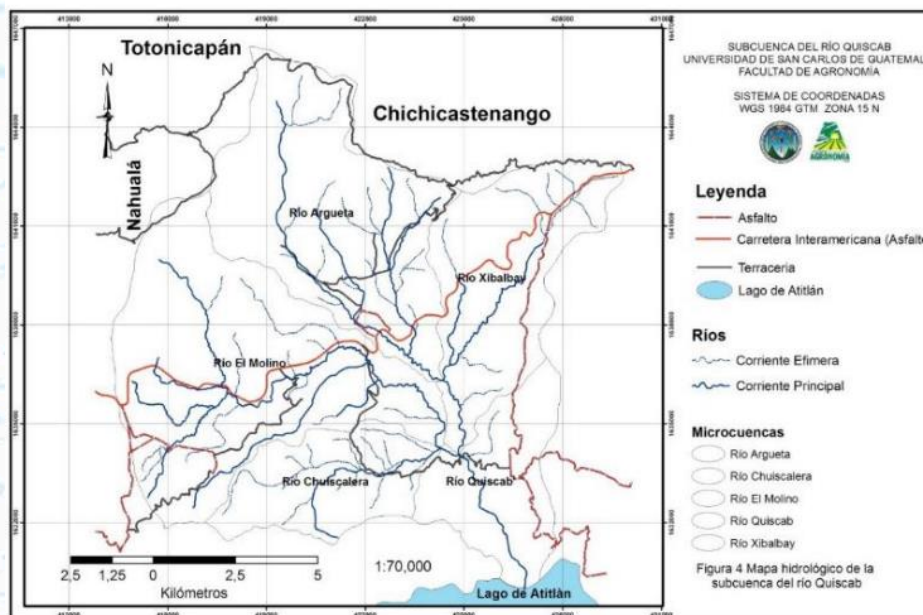 Totonicapán
N
Chichicastenango
Nahualá
Río Argueta
Río Xibalbay
Río El Molino
Río Chuiscalera
Río Quiscab
Lago de Atitlán
2,5 1,25 0 2,5 5
Kilómetros
1:70,000
SUBCUENCA DEL RÍO QUISCAB
UNIVERSIDAD DE SAN CARLOS DE GUATEMAL
FACULTAD DE AGRONOMÍA
SISTEMA DE COORDENADAS
WGS 1984 GTM ZONA 15 N
AGRONOMÍA
Leyenda
Asfalto
Carretera Interamericana (Asfalto
Terraceria
Lago de Atitlán
Ríos
Corriente Efimera
Corriente Principal
Microcuencas
Río Argueta
Río Chuiscalera
Río El Molino
Río Quiscab
Río Xibalbay
Figura 4 Mapa hidrológico de la
subcuenca del río Quiscab